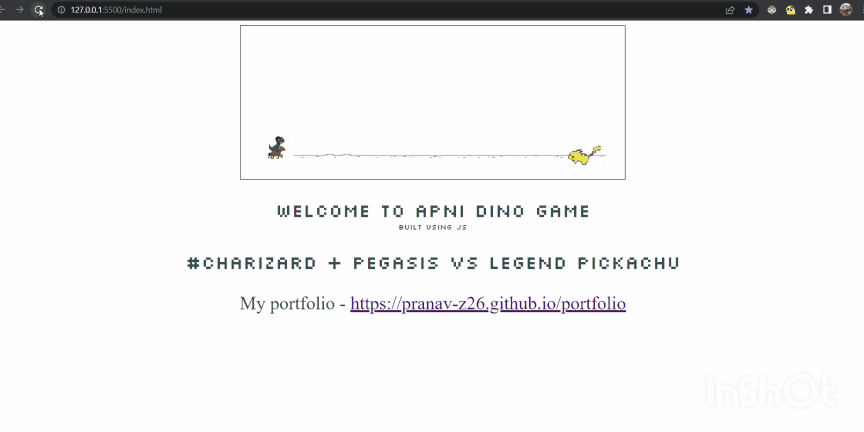 127.0.0.1:5500/index.html
WELCOME TO APNI DINO GAME
BUILT USING JS
#CHARIZARD + PEGASIS VS LEGEND PICKACHU
My portfolio - https://pranav-z26.github.io/portfolio
InShOt